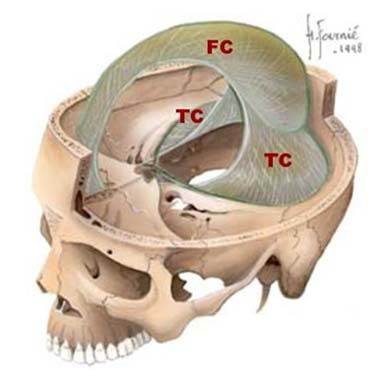 H. Fournié
.1998
FC
TC
TC